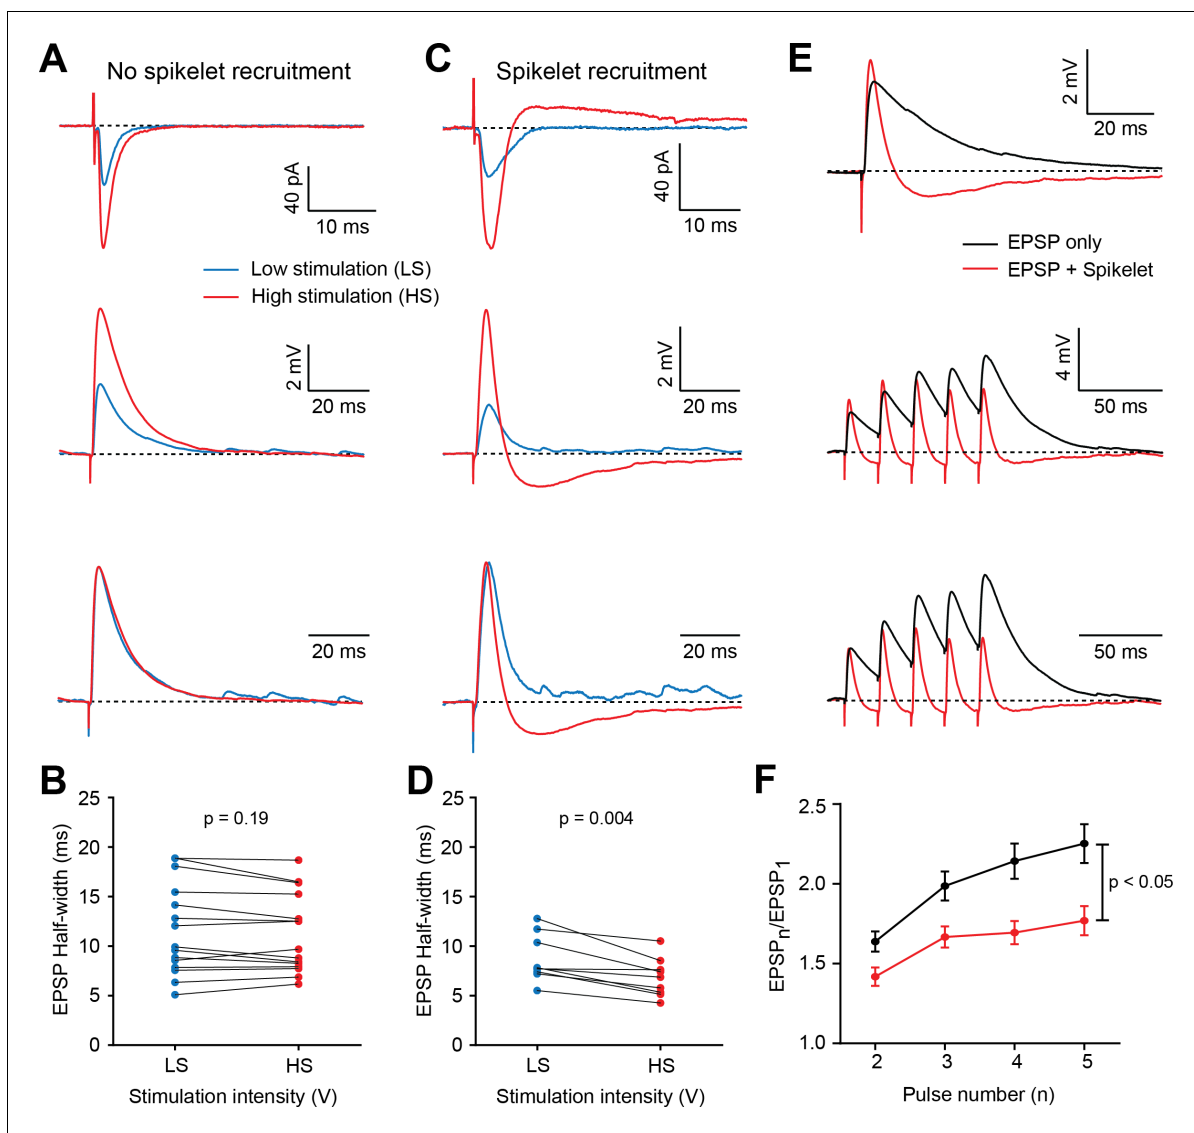 A
No spikelet recruitment
40 pA
10 ms
Low stimulation (LS)
High stimulation (HS)
2 mV
20 ms
20 ms
C
Spikelet recruitment
40 pA
10 ms
2 mV
20 ms
20 ms
E
2 mV
20 ms
EPSP only
EPSP + Spikelet
4 mV
50 ms
50 ms
B
EPSP Half-width (ms)
25
20
15
10
5
0
p = 0.19
LS
HS
Stimulation intensity (V)
D
EPSP Half-width (ms)
25
20
15
10
5
0
p = 0.004
LS
HS
Stimulation intensity (V)
F
EPSPn/EPSP1
2.5
2.0
1.5
1.0
p < 0.05
2
3
4
5
Pulse number (n)